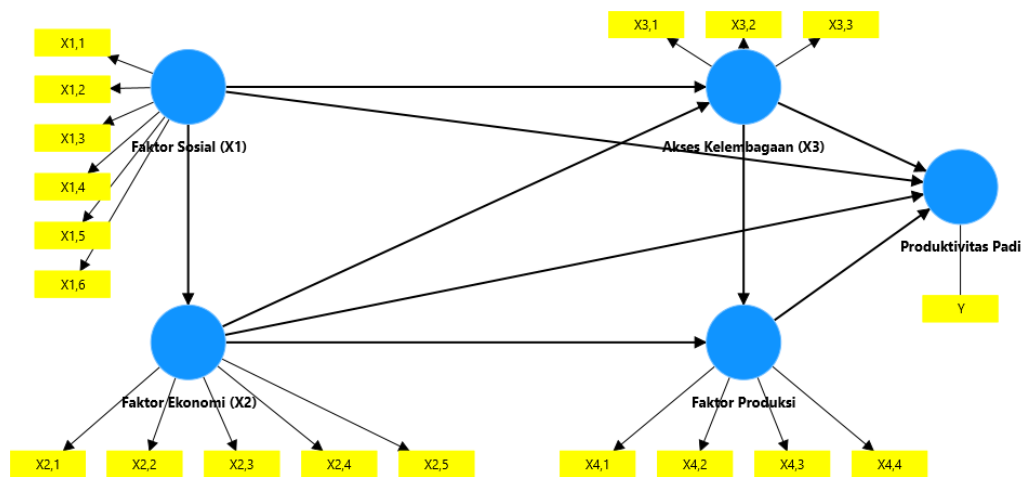 X1,1
X1,2
X1,3
X1,4
X1,5
X1,6
Faktor Sosial (X1)
X3,1
X3,2
X3,3
Akses Kelembagaan (X3)
Produktivitas Padi
Y
Faktor Ekonomi (X2)
X2,1
X2,2
X2,3
X2,4
X2,5
Faktor Produksi
X4,1
X4,2
X4,3
X4,4